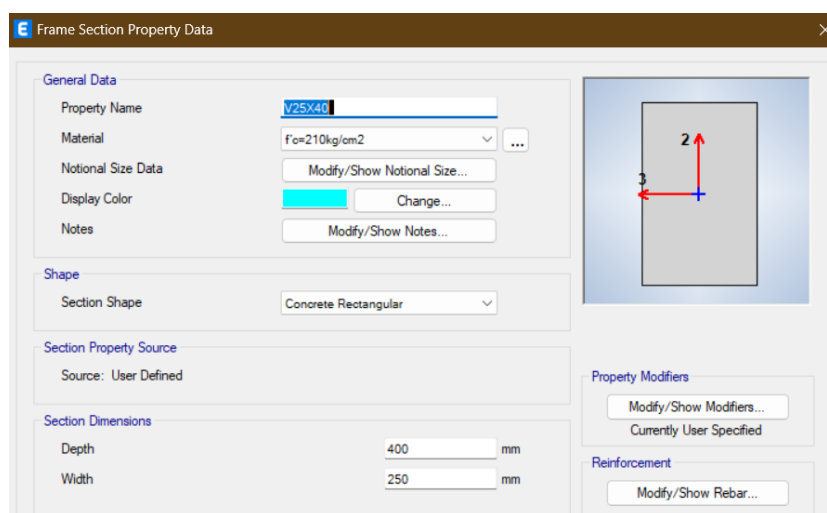 E Frame Section Property Data
General Data
Property Name V25X40
Material f'c=210kg/cm2 ...
Notional Size Data Modify/Show Notional Size...
Display Color Change...
Notes Modify/Show Notes...
2
3
Shape
Section Shape Concrete Rectangular
Section Property Source
Source: User Defined
Property Modifiers
Modify/Show Modifiers...
Currently User Specified
Section Dimensions
Depth 400 mm
Width 250 mm
Reinforcement
Modify/Show Rebar...